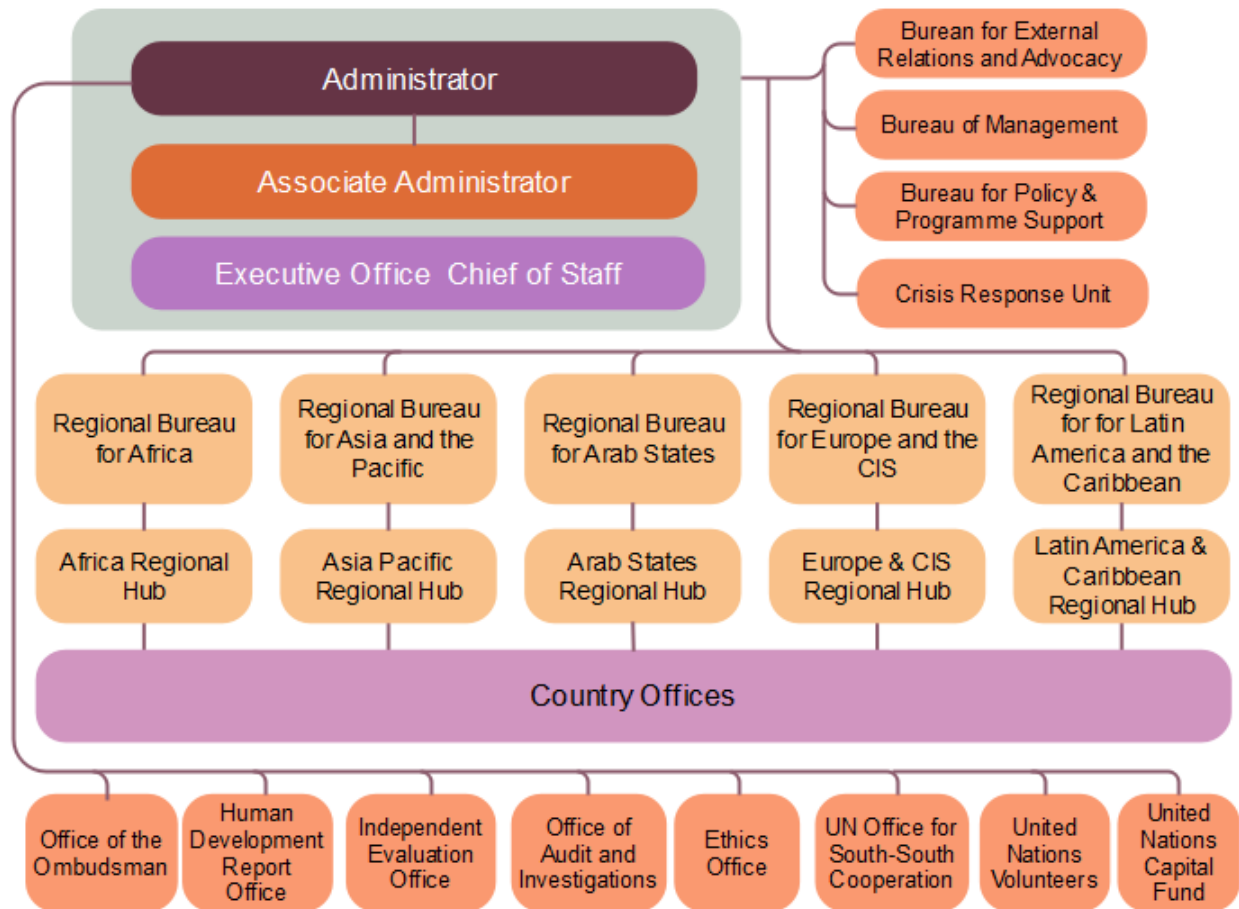 Administrator
Associate Administrator
Executive Office Chief of Staff
Burean for External
Relations and Advocacy
Bureau of Management
Bureau for Policy &
Programme Support
Crisis Response Unit
Regional Bureau
for Africa
Regional Bureau
for Asia and the
Pacific
Regional Bureau
for Arab States
Regional Bureau
for Europe and the
CIS
Regional Bureau
for for Latin
America and the
Caribbean
Africa Regional
Hub
Asia Pacific
Regional Hub
Arab States
Regional Hub
Europe & CIS
Regional Hub
Latin America &
Caribbean
Regional Hub
Country Offices
Office of the
Ombudsman
Human
Development
Report
Office
Independent
Evaluation
Office
Office of
Audit and
Investigations
Ethics
Office
UN Office for
South-South
Cooperation
United
Nations
Volunteers
United
Nations
Capital
Fund